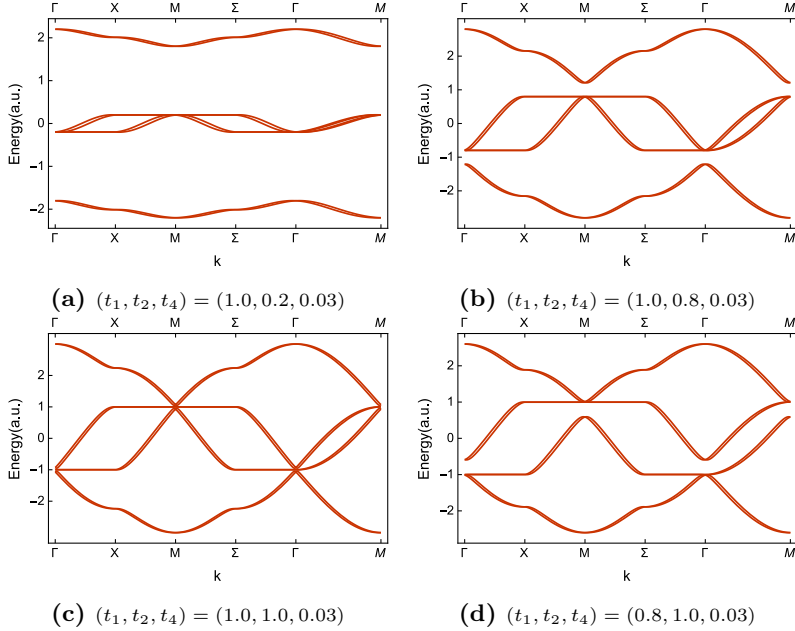 Γ X M Σ Γ M
Energy(a.u.)
2
1
0
−1
−2
Γ X M Σ Γ M
k
(a) (t₁, t₂, t₄) = (1.0, 0.2, 0.03)
Γ X M Σ Γ M
Energy(a.u.)
2
1
0
−1
−2
Γ X M Σ Γ M
k
(b) (t₁, t₂, t₄) = (1.0, 0.8, 0.03)
Γ X M Σ Γ M
Energy(a.u.)
2
1
0
−1
−2
Γ X M Σ Γ M
k
(c) (t₁, t₂, t₄) = (1.0, 1.0, 0.03)
Γ X M Σ Γ M
Energy(a.u.)
2
1
0
−1
−2
Γ X M Σ Γ M
k
(d) (t₁, t₂, t₄) = (0.8, 1.0, 0.03)